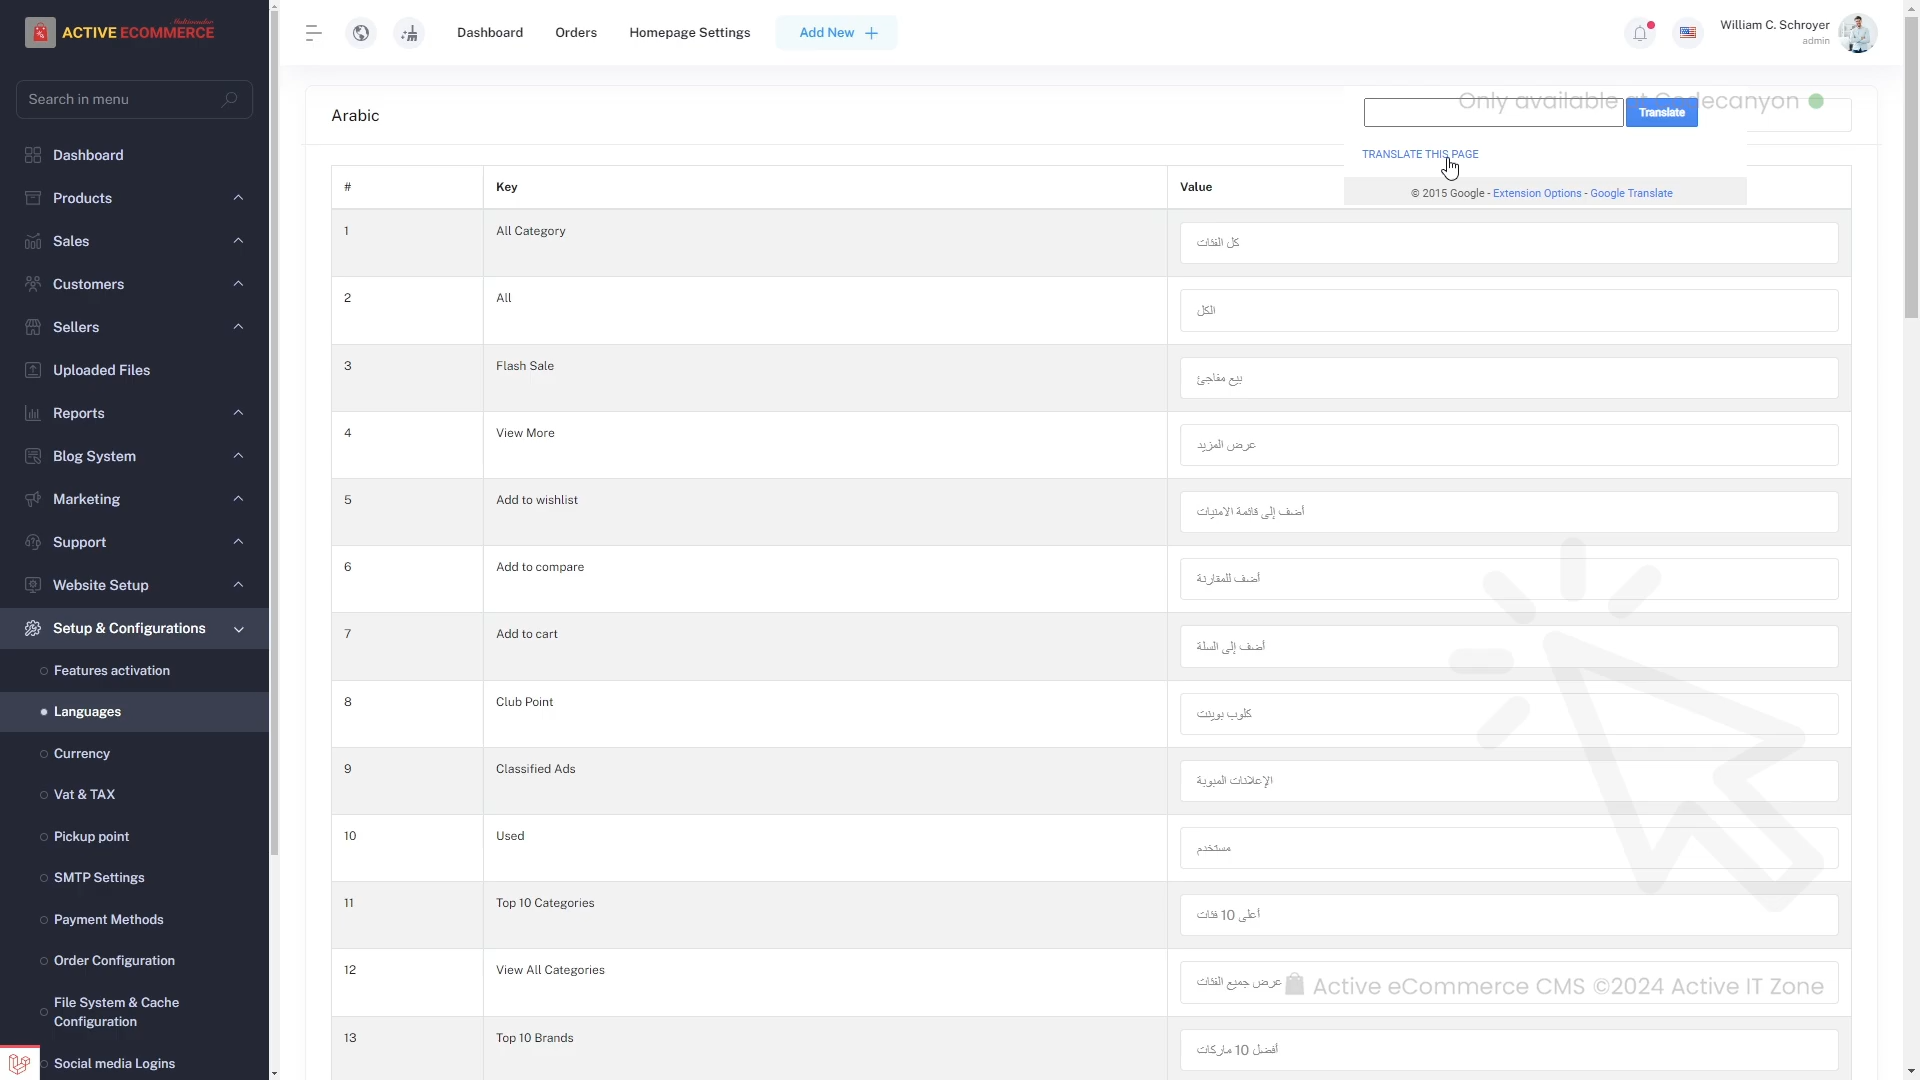 Multivendor
ACTIVE ECOMMERCE
Dashboard
Orders
Homepage Settings
Add New
William C. Schroyer
admin
Search in menu
Dashboard
Products
Sales
Customers
Sellers
Uploaded Files
Reports
Blog System
Marketing
Support
Website Setup
Setup & Configurations
Features activation
Languages
Currency
Vat & TAX
Pickup point
SMTP Settings
Payment Methods
Order Configuration
File System & Cache
Configuration
Social media Logins
Arabic
Only available at Codecanyon
Translate
TRANSLATE THIS PAGE
© 2015 Google - Extension Options - Google Translate
# Key Value
1 All Category كل الفئات
2 All الكل
3 Flash Sale بيع مفاجئ
4 View More عرض المزيد
5 Add to wishlist أضف إلى قائمة الامنيات
6 Add to compare أضف للمقارنة
7 Add to cart أضف إلى السلة
8 Club Point كلوب بوينت
9 Classified Ads الإعلانات المبوبة
10 Used مستخدم
11 Top 10 Categories أعلى 10 فئات
12 View All Categories عرض جميع الفئات
Active eCommerce CMS ©2024 Active IT Zone
13 Top 10 Brands أفضل 10 ماركات